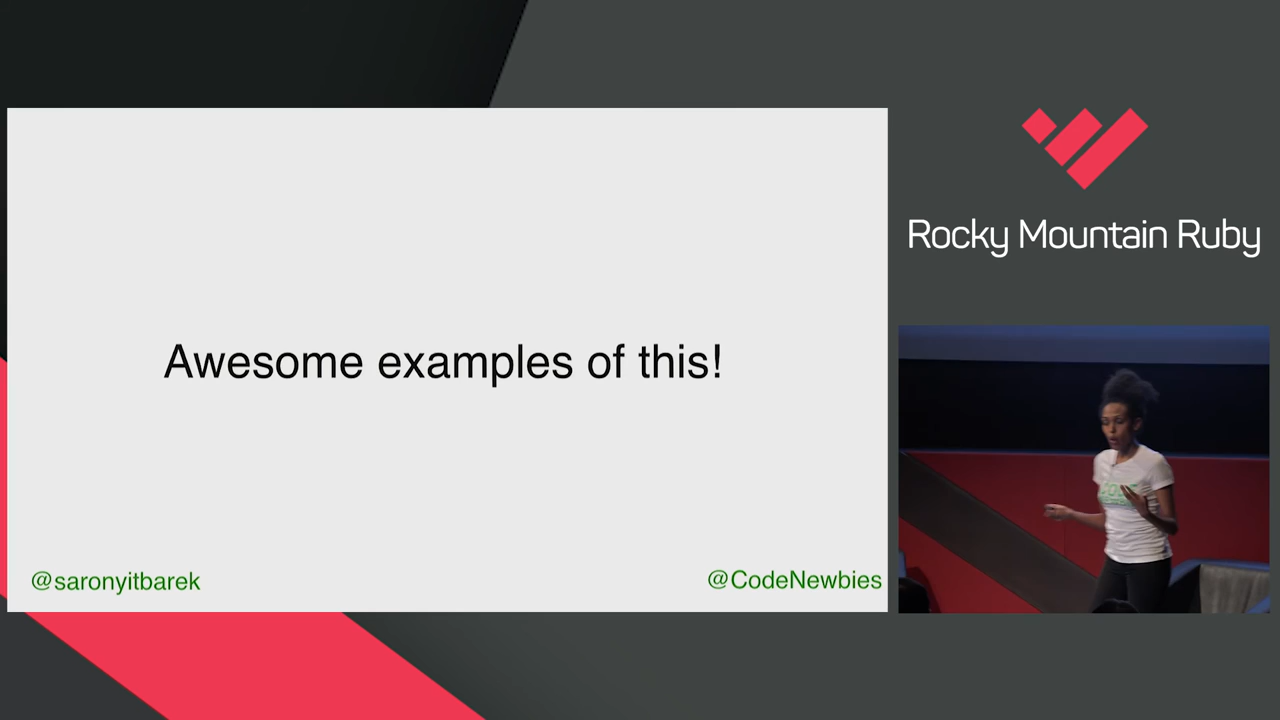 Awesome examples of this!
@saronyitbarek
@CodeNewbies
Rocky Mountain Ruby